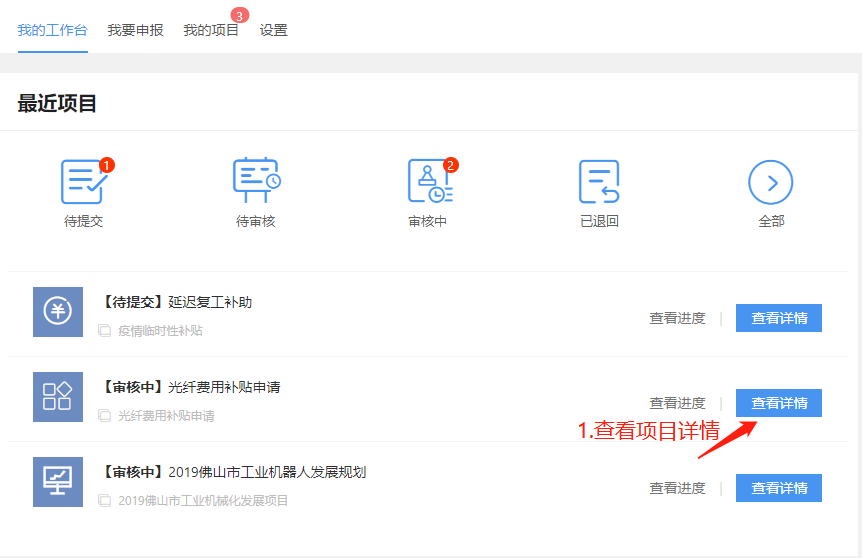 我的工作台 我要申报 我的项目 3 设置
最近项目
1 2
待提交 待审核 审核中 已退回 全部
【待提交】延迟复工补助
疫情临时性补贴
查看进度 | 查看详情
【审核中】光纤费用补贴申请
光纤费用补贴申请
查看进度 | 查看详情
1.查看项目详情
【审核中】2019佛山市工业机器人发展规划
2019佛山市工业机械化发展项目
查看进度 | 查看详情